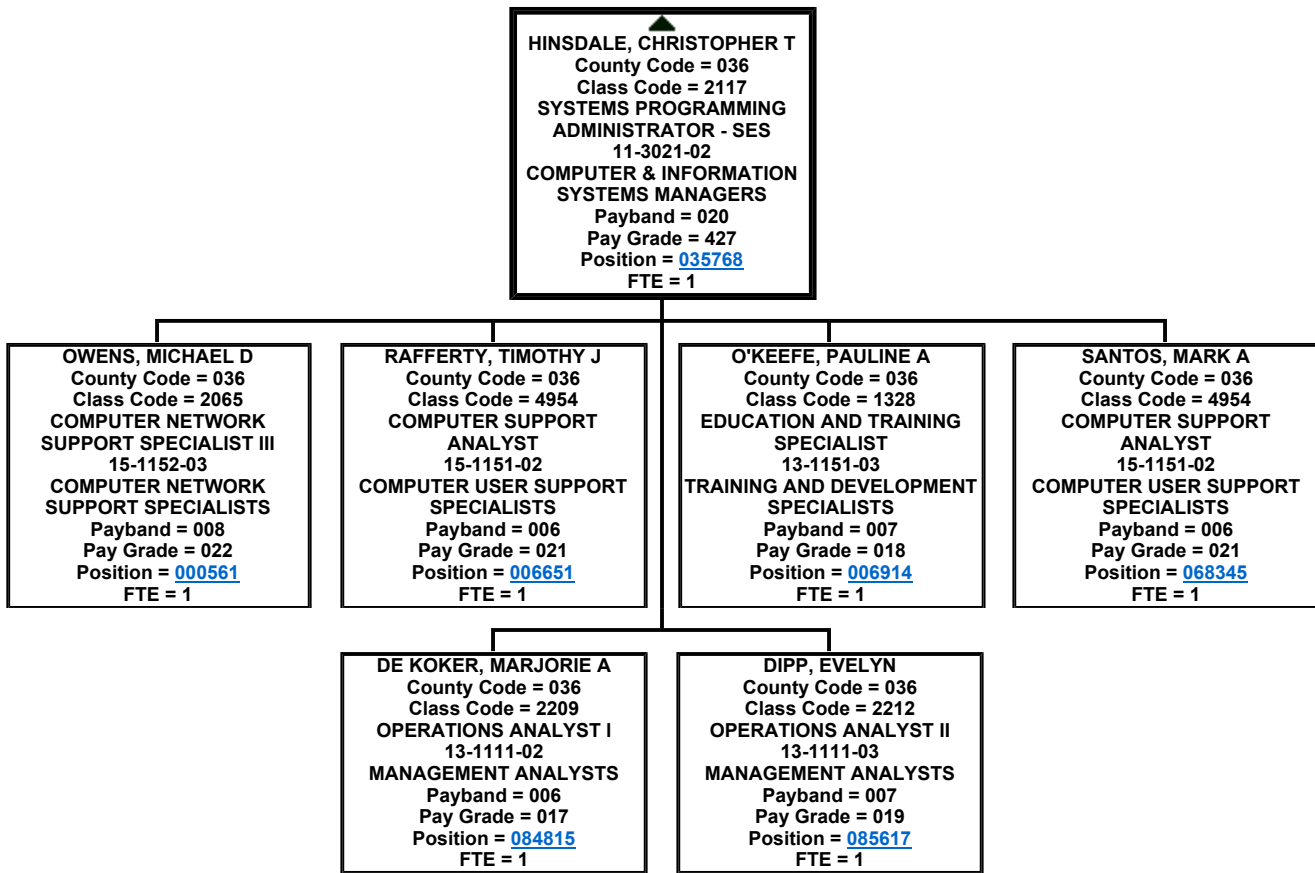 HINSDALE, CHRISTOPHER T
County Code = 036
Class Code = 2117
SYSTEMS PROGRAMMING
ADMINISTRATOR - SES
11-3021-02
COMPUTER & INFORMATION
SYSTEMS MANAGERS
Payband = 020
Pay Grade = 427
Position = 035768
FTE = 1
OWENS, MICHAEL D
County Code = 036
Class Code = 2065
COMPUTER NETWORK
SUPPORT SPECIALIST III
15-1152-03
COMPUTER NETWORK
SUPPORT SPECIALISTS
Payband = 008
Pay Grade = 022
Position = 000561
FTE = 1
RAFFERTY, TIMOTHY J
County Code = 036
Class Code = 4954
COMPUTER SUPPORT
ANALYST
15-1151-02
COMPUTER USER SUPPORT
SPECIALISTS
Payband = 006
Pay Grade = 021
Position = 006651
FTE = 1
O'KEEFE, PAULINE A
County Code = 036
Class Code = 1328
EDUCATION AND TRAINING
SPECIALIST
13-1151-03
TRAINING AND DEVELOPMENT
SPECIALISTS
Payband = 007
Pay Grade = 018
Position = 006914
FTE = 1
SANTOS, MARK A
County Code = 036
Class Code = 4954
COMPUTER SUPPORT
ANALYST
15-1151-02
COMPUTER USER SUPPORT
SPECIALISTS
Payband = 006
Pay Grade = 021
Position = 068345
FTE = 1
DE KOKER, MARJORIE A
County Code = 036
Class Code = 2209
OPERATIONS ANALYST I
13-1111-02
MANAGEMENT ANALYSTS
Payband = 006
Pay Grade = 017
Position = 084815
FTE = 1
DIPP, EVELYN
County Code = 036
Class Code = 2212
OPERATIONS ANALYST II
13-1111-03
MANAGEMENT ANALYSTS
Payband = 007
Pay Grade = 019
Position = 085617
FTE = 1